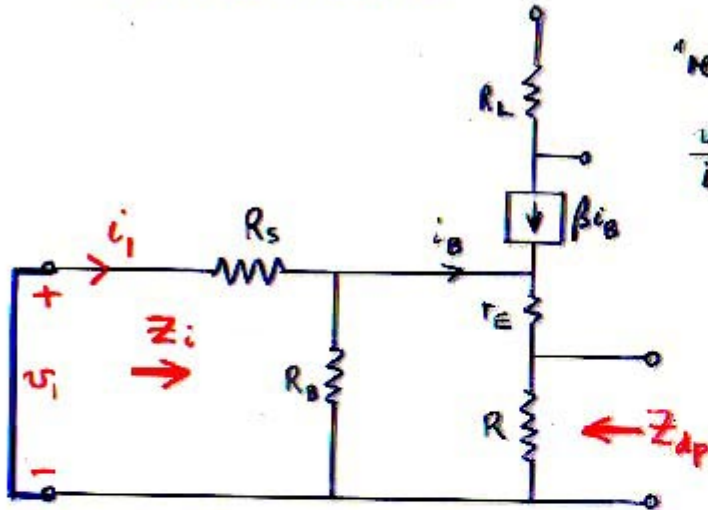 R_L
βi_B
i_1
R_S
i_B
+
Z_i
r_E
v_1
R_B
R
Z_dp
-